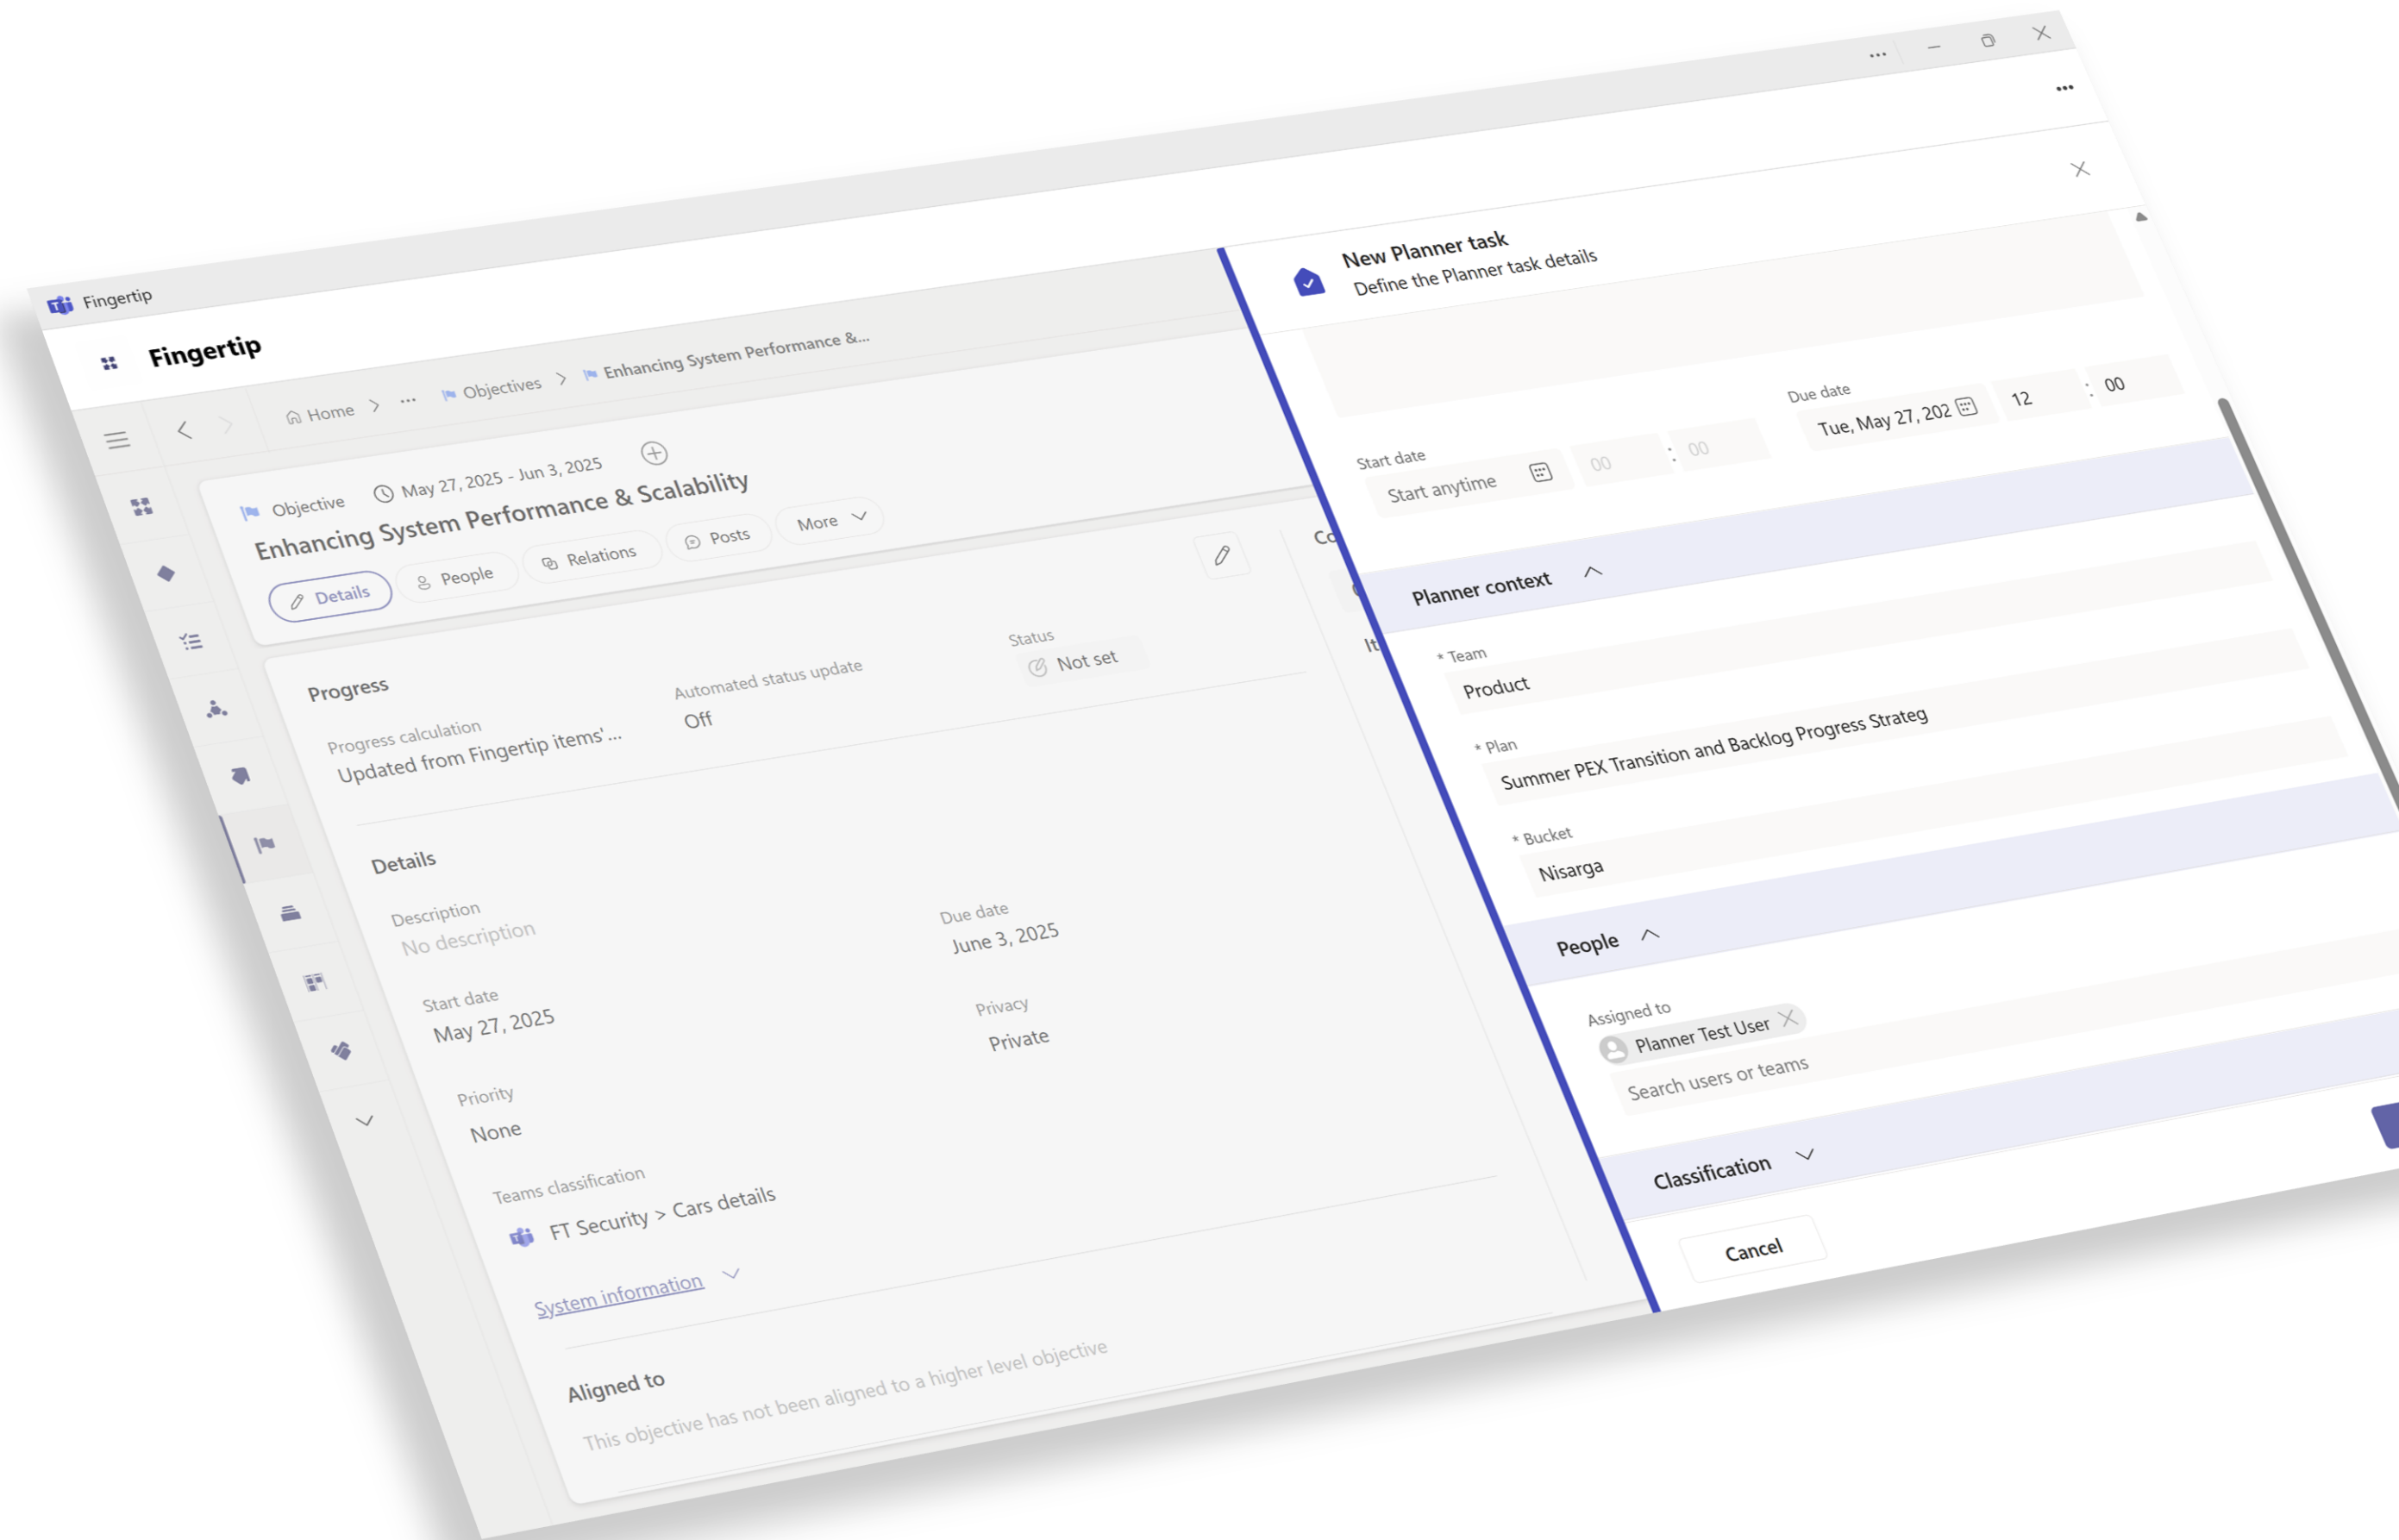 Fingertip
Fingertip
Home
Objectives
Enhancing System Performance &...
Objective
May 27, 2025 - Jun 3, 2025
Enhancing System Performance & Scalability
Details
People
Relations
Posts
More
Progress
Progress calculation
Updated from Fingertip items' ...
Automated status update
Off
Status
Not set
Details
Description
No description
Start date
May 27, 2025
Due date
June 3, 2025
Priority
None
Privacy
Private
Teams classification
FT Security > Cars details
System information
Aligned to
This objective has not been aligned to a higher level objective
New Planner task
Define the Planner task details
Start date
Start anytime
00 : 00
Due date
Tue, May 27, 202
12 : 00
Planner context
* Team
Product
* Plan
Summer PEX Transition and Backlog Progress Strateg
* Bucket
Nisarga
People
Assigned to
Planner Test User
Search users or teams
Classification
Cancel